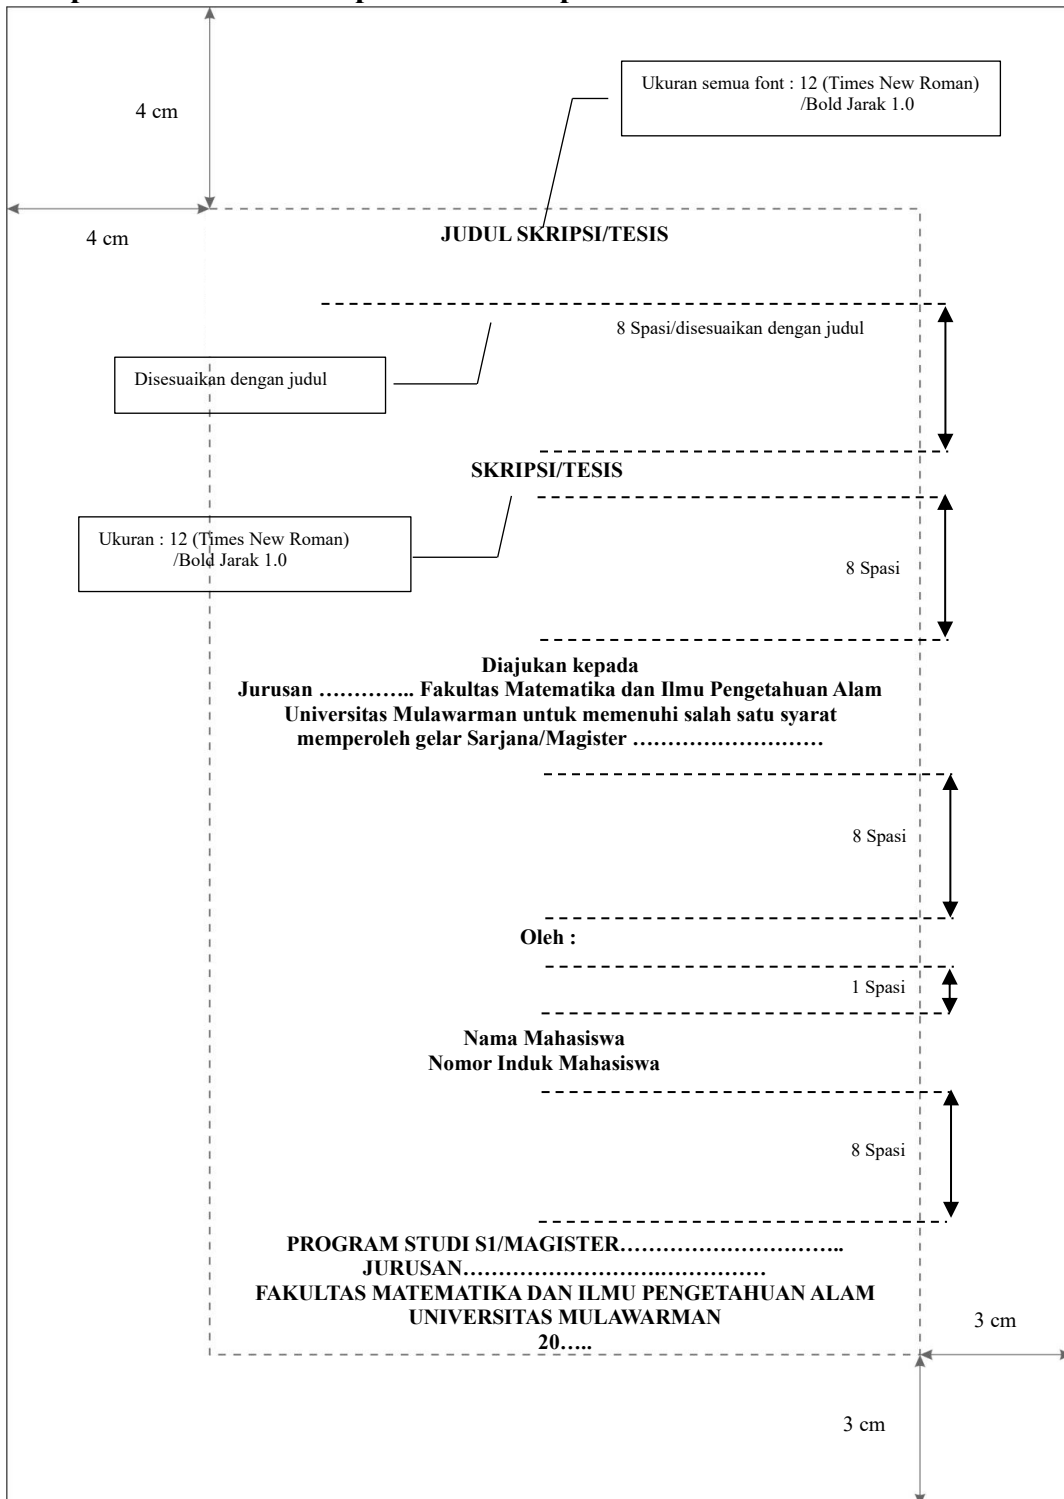 4 cm
Ukuran semua font : 12 (Times New Roman)
/Bold Jarak 1.0
4 cm
JUDUL SKRIPSI/TESIS
8 Spasi/disesuaikan dengan judul
Disesuaikan dengan judul
SKRIPSI/TESIS
Ukuran : 12 (Times New Roman)
/Bold Jarak 1.0
8 Spasi
Diajukan kepada
Jurusan ………….. Fakultas Matematika dan Ilmu Pengetahuan Alam
Universitas Mulawarman untuk memenuhi salah satu syarat
memperoleh gelar Sarjana/Magister ………………………
8 Spasi
Oleh :
1 Spasi
Nama Mahasiswa
Nomor Induk Mahasiswa
8 Spasi
PROGRAM STUDI S1/MAGISTER…………………………..
JURUSAN……………………….……………
FAKULTAS MATEMATIKA DAN ILMU PENGETAHUAN ALAM
UNIVERSITAS MULAWARMAN
20…..
3 cm
3 cm